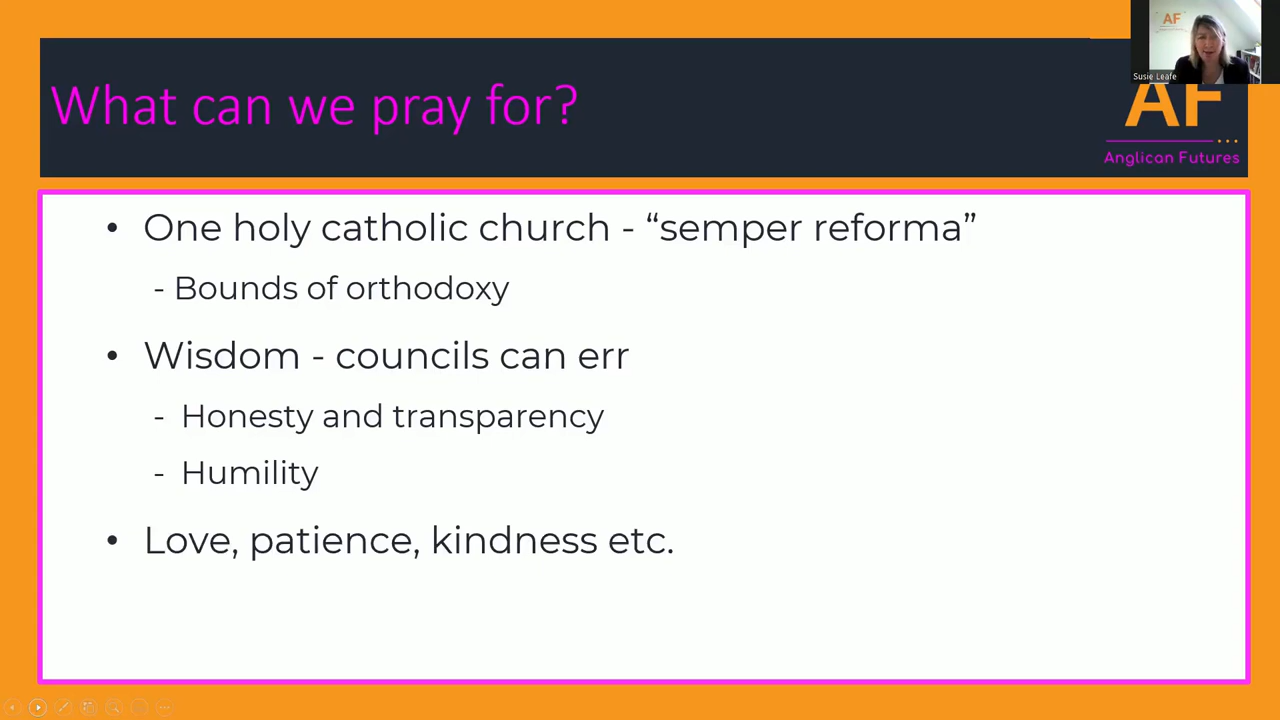 AF
Susie Leafe
What can we pray for?
AF
Anglican Futures
• One holy catholic church - “semper reforma”
- Bounds of orthodoxy
• Wisdom - councils can err
- Honesty and transparency
- Humility
• Love, patience, kindness etc.